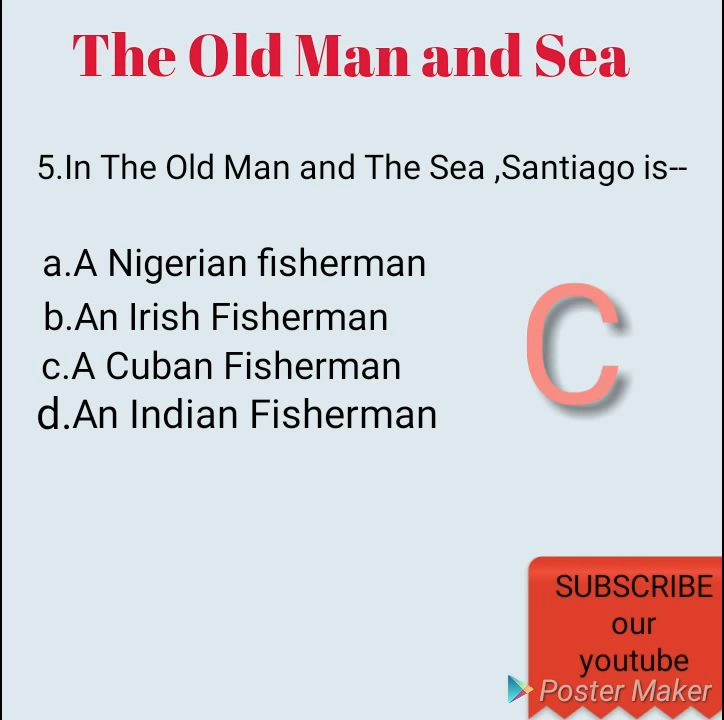 The Old Man and Sea
5.In The Old Man and The Sea ,Santiago is--
a.A Nigerian fisherman
b.An Irish Fisherman
c.A Cuban Fisherman
d.An Indian Fisherman
C
SUBSCRIBE
our
youtube
Poster Maker